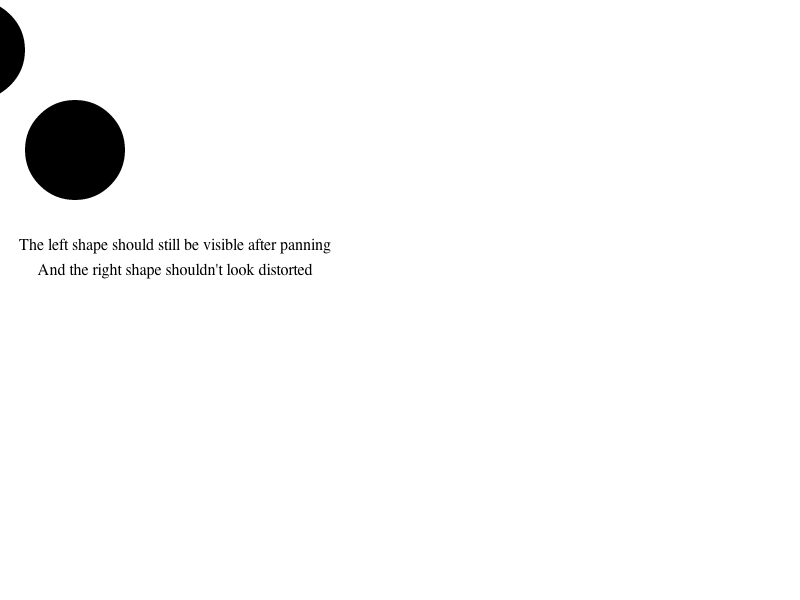 The left shape should still be visible after panning
And the right shape shouldn't look distorted